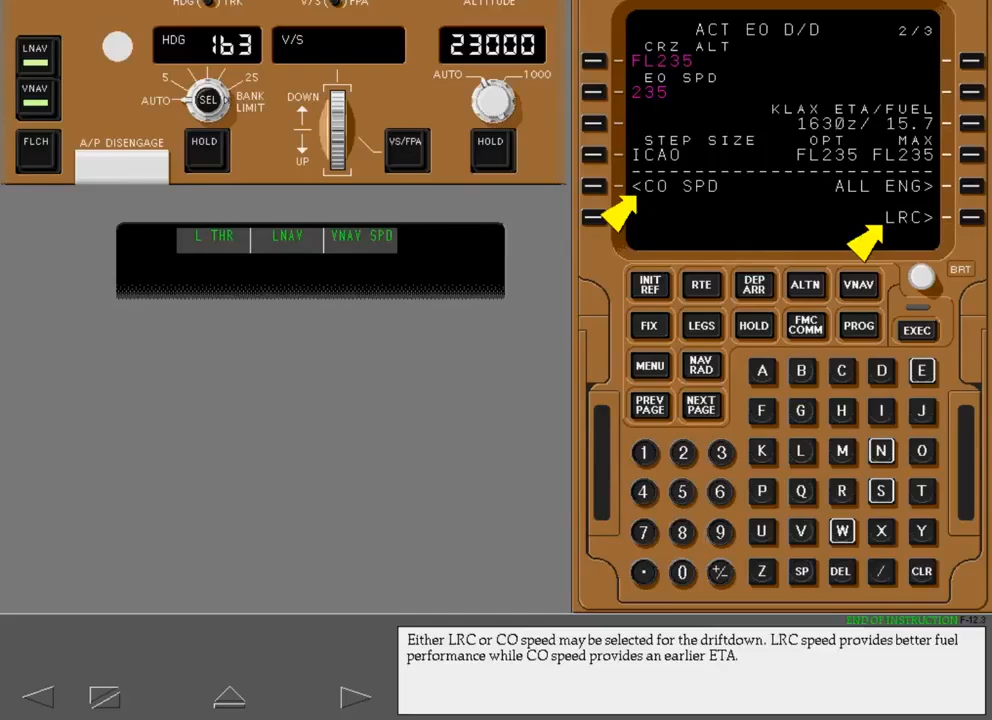 HDG TRK
V/S FPA
ALTITUDE
LNAV
VNAV
FLCH
HDG 163
V/S
23000
5
25
AUTO
SEL
BANK
LIMIT
A/P DISENGAGE
HOLD
DOWN
UP
VS/FPA
AUTO
1000
HOLD
L THR
LNAV
VNAV SPD
ACT EO D/D 2/3
CRZ ALT
FL235
EO SPD
235
KLAX ETA/FUEL
1630z/ 15.7
STEP SIZE OPT MAX
ICAO FL235 FL235
<CO SPD ALL ENG>
LRC>
BRT
INIT
REF
RTE
DEP
ARR
ALTN
VNAV
FIX
LEGS
HOLD
FMC
COMM
PROG
EXEC
MENU
NAV
RAD
PREV
PAGE
NEXT
PAGE
A B C D E
F G H I J
1 2 3 K L M N O
4 5 6 P Q R S T
7 8 9 U V W X Y
. 0 +/- Z SP DEL / CLR
END OF INSTRUCTION F-12.3
Either LRC or CO speed may be selected for the driftdown. LRC speed provides better fuel
performance while CO speed provides an earlier ETA.